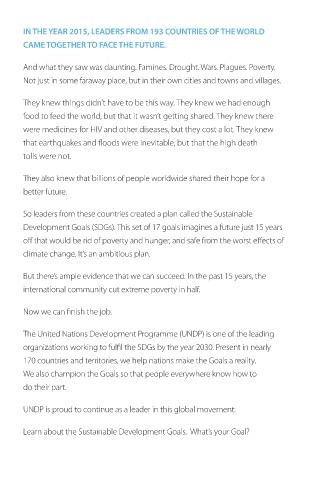 IN THE YEAR 2015, LEADERS FROM 193 COUNTRIES OF THE WORLD
CAME TOGETHER TO FACE THE FUTURE.
And what they saw was daunting. Famines. Drought. Wars. Plagues. Poverty.
Not just in some faraway place, but in their own cities and towns and villages.
They knew things didn't have to be this way. They knew we had enough
food to feed the world, but that it wasn't getting shared. They knew there
were medicines for HIV and other diseases, but they cost a lot. They knew
that earthquakes and floods were inevitable, but that the high death
tolls were not.
They also knew that billions of people worldwide shared their hope for a
better future.
So leaders from these countries created a plan called the Sustainable
Development Goals (SDGs). This set of 17 goals imagines a future just 15 years
off that would be rid of poverty and hunger, and safe from the worst effects of
climate change. It's an ambitious plan.
But there's ample evidence that we can succeed. In the past 15 years, the
international community cut extreme poverty in half.
Now we can finish the job.
The United Nations Development Programme (UNDP) is one of the leading
organizations working to fulfil the SDGs by the year 2030. Present in nearly
170 countries and territories, we help nations make the Goals a reality.
We also champion the Goals so that people everywhere know how to
do their part.
UNDP is proud to continue as a leader in this global movement.
Learn about the Sustainable Development Goals. What's your Goal?